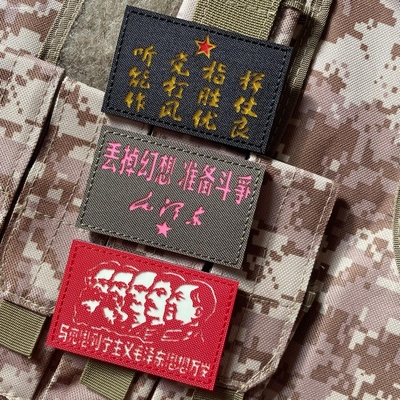 听党指挥
能打胜仗
作风优良
丢掉幻想 准备斗争
毛泽东
马克思列宁主义毛泽东思想万岁